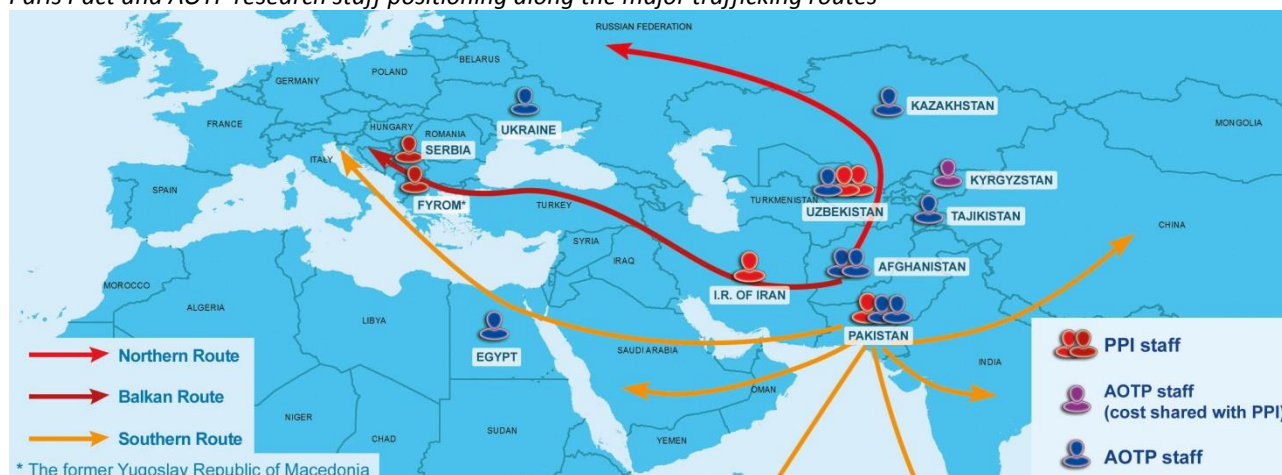 Paris Pact and AOTP research staff positioning along the major trafficking routes
RUSSIAN FEDERATION
BELARUS
POLAND
GERMANY
KAZAKHSTAN
UKRAINE
FRANCE
MONGOLIA
HUNGARY
ROMANIA
SERBIA
ITALY
KYRGYZSTAN
SPAIN
TURKMENISTAN
FYROM*
TURKEY
UZBEKISTAN
TAJIKISTAN
CHINA
SYRIA
AFGHANISTAN
IRAQ
MOROCCO
I.R. OF IRAN
ALGERIA
LIBYA
PAKISTAN
EGYPT
SAUDI ARABIA
INDIA
OMAN
NIGER
CHAD
SUDAN
YEMEN
Northern Route
Balkan Route
Southern Route
* The former Yugoslav Republic of Macedonia
PPI staff
AOTP staff
(cost shared with PPI)
AOTP staff